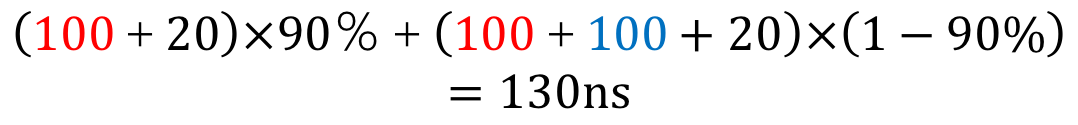 (100 + 20)×90% + (100 + 100 + 20)×(1 − 90%)
= 130ns